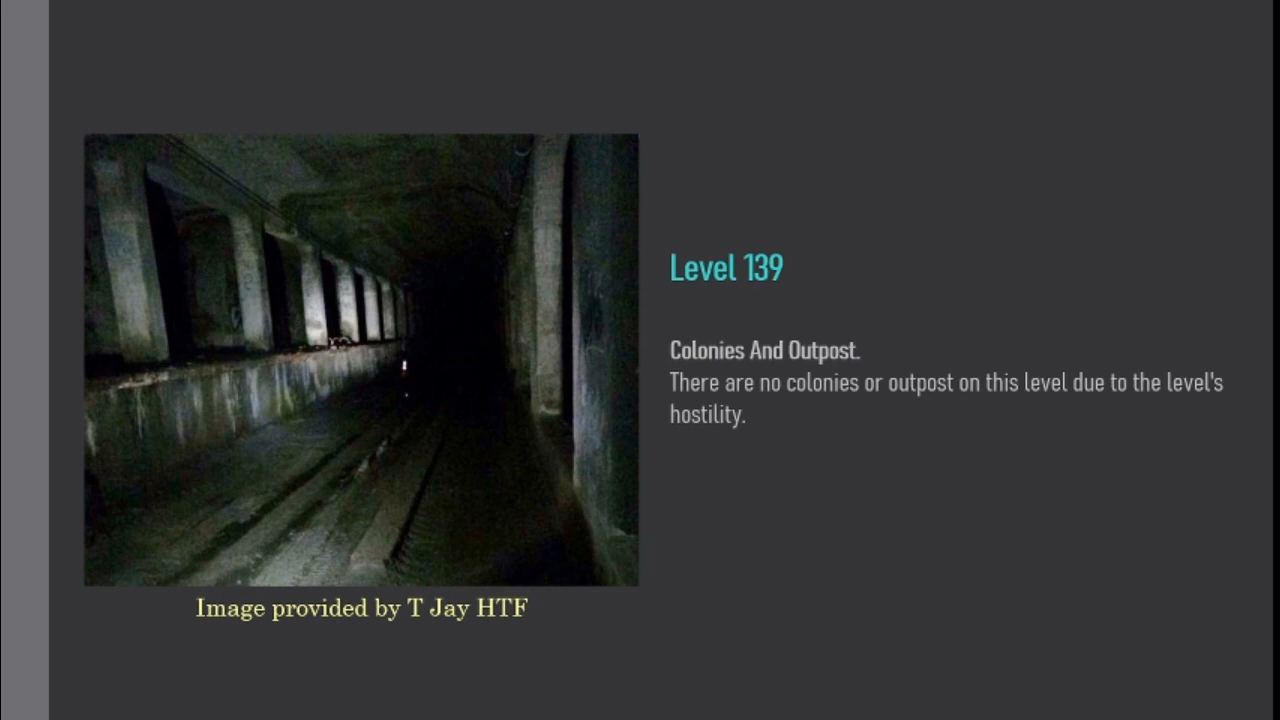 Level 139
Colonies And Outpost.
There are no colonies or outpost on this level due to the level's
hostility.
Image provided by T Jay HTF